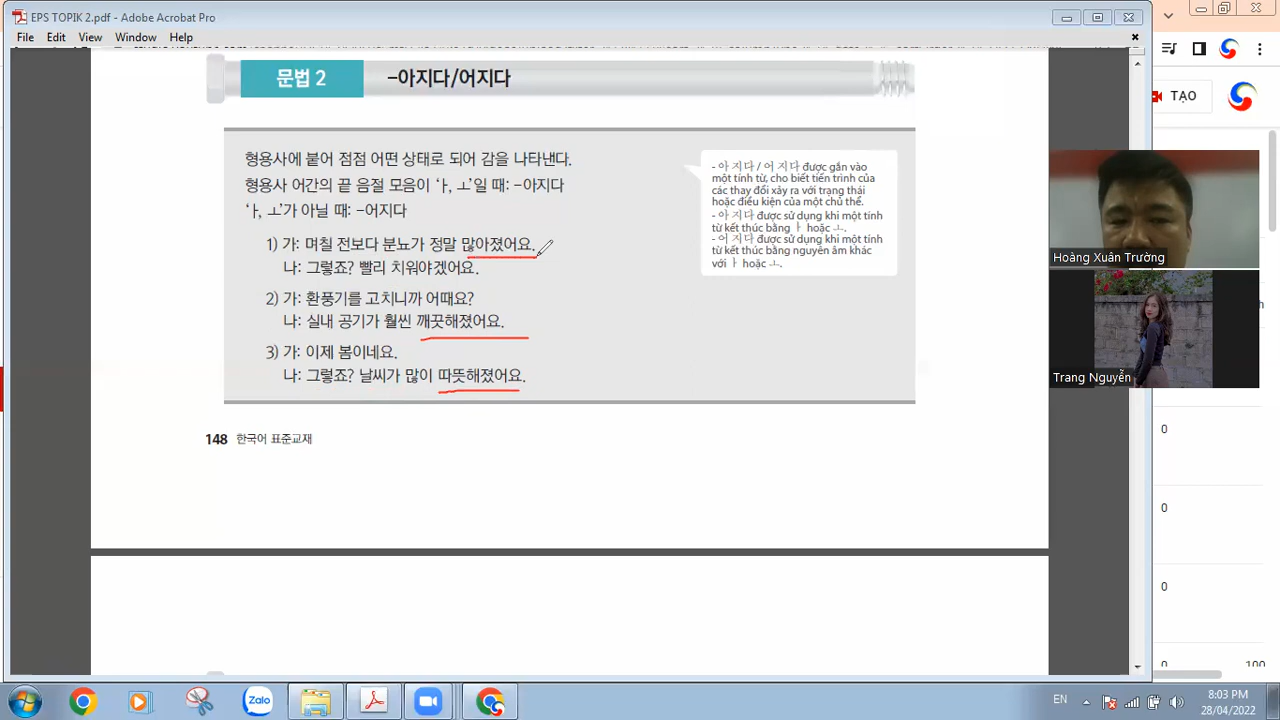 EPS TOPIK 2.pdf - Adobe Acrobat Pro
File Edit View Window Help
문법 2 -아지다/어지다
형용사에 붙어 점점 어떤 상태로 되어 감을 나타낸다.
형용사 어간의 끝 음절 모음이 ‘ㅏ, ㅗ’일 때: -아지다
‘ㅏ, ㅗ’가 아닐 때: -어지다
1) 가: 며칠 전보다 분뇨가 정말 많아졌어요.
나: 그렇죠? 빨리 치워야겠어요.
2) 가: 환풍기를 고치니까 어때요?
나: 실내 공기가 훨씬 깨끗해졌어요.
3) 가: 이제 봄이네요.
나: 그렇죠? 날씨가 많이 따뜻해졌어요.
- 아 지다 / 어 지다 được gắn vào
một tính từ, cho biết tiến trình của
các thay đổi xảy ra với trạng thái
hoặc điều kiện của một chủ thể.
- 아 지다 được sử dụng khi một tính
từ kết thúc bằng ㅏ hoặc ㅗ.
- 어 지다 được sử dụng khi một tính
từ kết thúc bằng nguyên âm khác
với ㅏ hoặc ㅗ.
148 한국어 표준교재
TẠO
Hoàng Xuân Trường
Trang Nguyễn
0
0
0
0 100
Zalo
EN
8:03 PM
28/04/2022